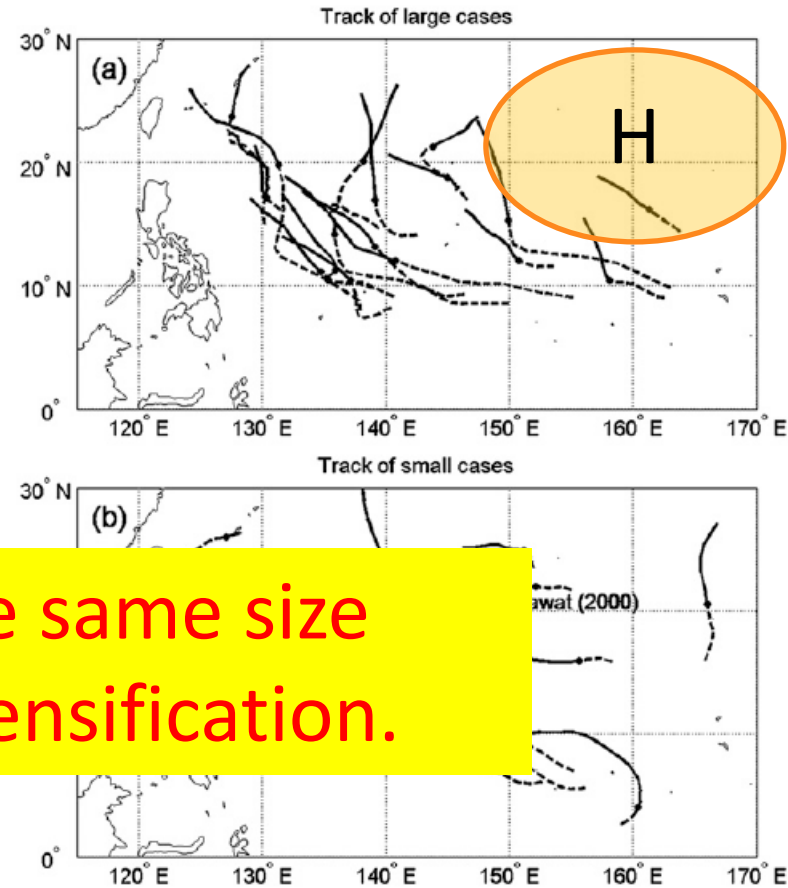 Track of large cases
30° N
(a)
H
20° N
10° N
0°
120° E 130° E 140° E 150° E 160° E 170° E
Track of small cases
30° N
(b)
awat (2000)
e same size
ensification.
0°
120° E 130° E 140° E 150° E 160° E 170° E